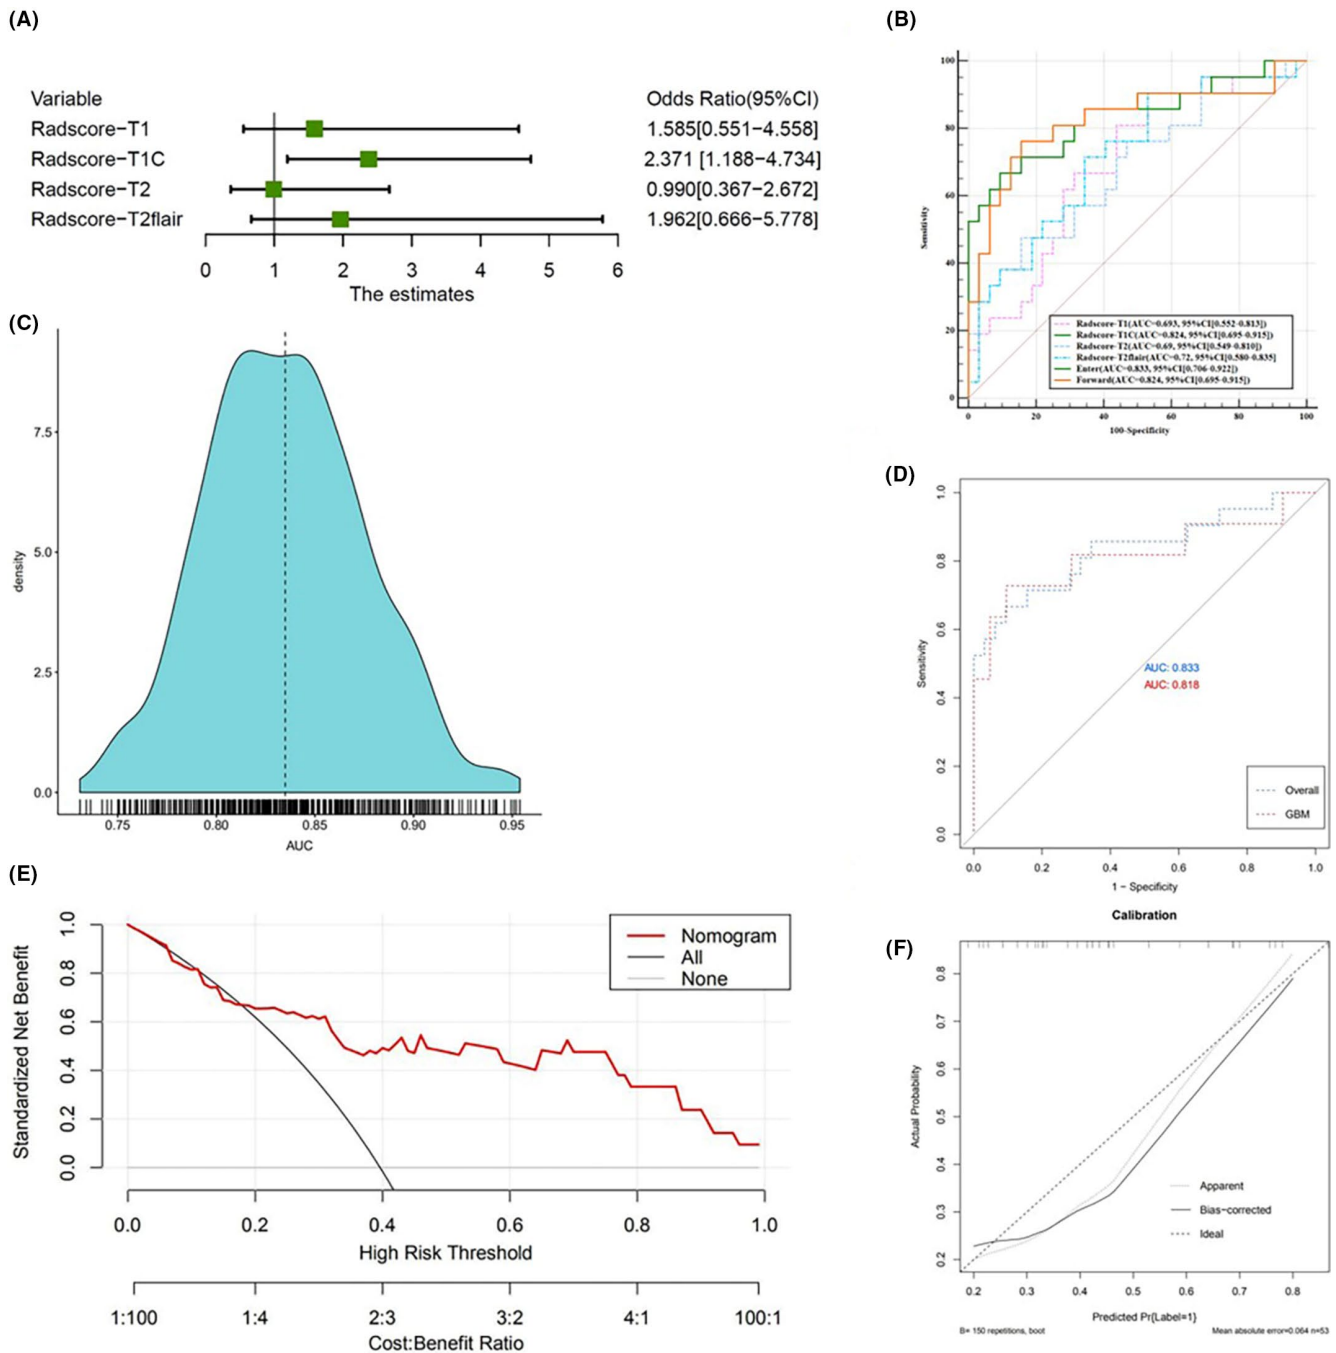 (A)
Variable
Odds Ratio(95%CI)
Radscore−T1
1.585[0.551−4.558]
Radscore−T1C
2.371 [1.188−4.734]
Radscore−T2
0.990[0.367−2.672]
Radscore−T2flair
1.962[0.666−5.778]
0 1 2 3 4 5 6
The estimates
(B)
100
80
60
40
20
0
Sensitivity
Radscore-T1(AUC=0.693, 95%CI[0.552-0.813])
Radscore-T1C(AUC=0.824, 95%CI[0.695-0.915])
Radscore-T2(AUC=0.69, 95%CI[0.549-0.810])
Radscore-T2flair(AUC=0.72, 95%CI[0.580-0.835]
Enter(AUC=0.833, 95%CI[0.706-0.922])
Forward(AUC=0.824, 95%CI[0.695-0.915])
0 20 40 60 80 100
100-Specificity
(C)
7.5
5.0
2.5
0.0
density
0.75 0.80 0.85 0.90 0.95
AUC
(D)
1.0
0.8
0.6
0.4
0.2
0.0
Sensitivity
AUC: 0.833
AUC: 0.818
Overall
GBM
0.0 0.2 0.4 0.6 0.8 1.0
1 − Specificity
(E)
1.0
0.8
0.6
0.4
0.2
0.0
Standardized Net Benefit
Nomogram
All
None
0.0 0.2 0.4 0.6 0.8 1.0
High Risk Threshold
1:100 1:4 2:3 3:2 4:1 100:1
Cost:Benefit Ratio
Calibration
(F)
0.8
0.7
0.6
0.5
0.4
0.3
0.2
Actual Probability
Apparent
Bias−corrected
Ideal
0.2 0.3 0.4 0.5 0.6 0.7 0.8
Predicted Pr{Label=1}
B= 150 repetitions, boot
Mean absolute error=0.064 n=53